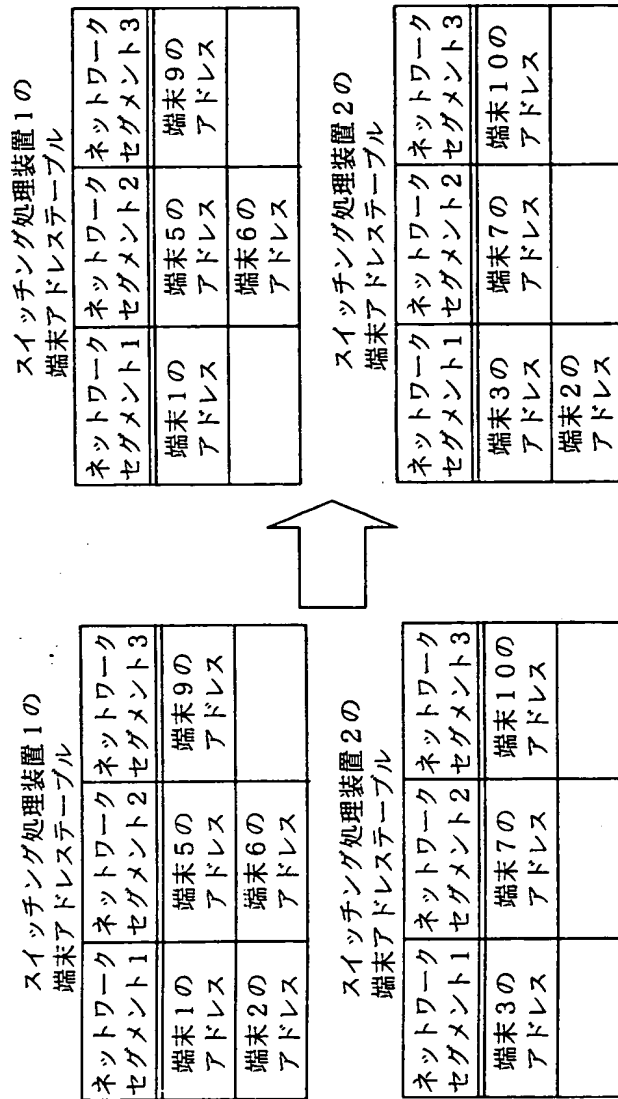 スイッチング処理装置1の
端末アドレステーブル
ネットワーク
セグメント1
ネットワーク
セグメント2
ネットワーク
セグメント3
端末1の
アドレス
端末5の
アドレス
端末9の
アドレス
端末2の
アドレス
端末6の
アドレス
スイッチング処理装置2の
端末アドレステーブル
ネットワーク
セグメント1
ネットワーク
セグメント2
ネットワーク
セグメント3
端末3の
アドレス
端末7の
アドレス
端末10の
アドレス
スイッチング処理装置1の
端末アドレステーブル
ネットワーク
セグメント1
ネットワーク
セグメント2
ネットワーク
セグメント3
端末1の
アドレス
端末5の
アドレス
端末9の
アドレス
端末6の
アドレス
スイッチング処理装置2の
端末アドレステーブル
ネットワーク
セグメント1
ネットワーク
セグメント2
ネットワーク
セグメント3
端末3の
アドレス
端末7の
アドレス
端末10の
アドレス
端末2の
アドレス